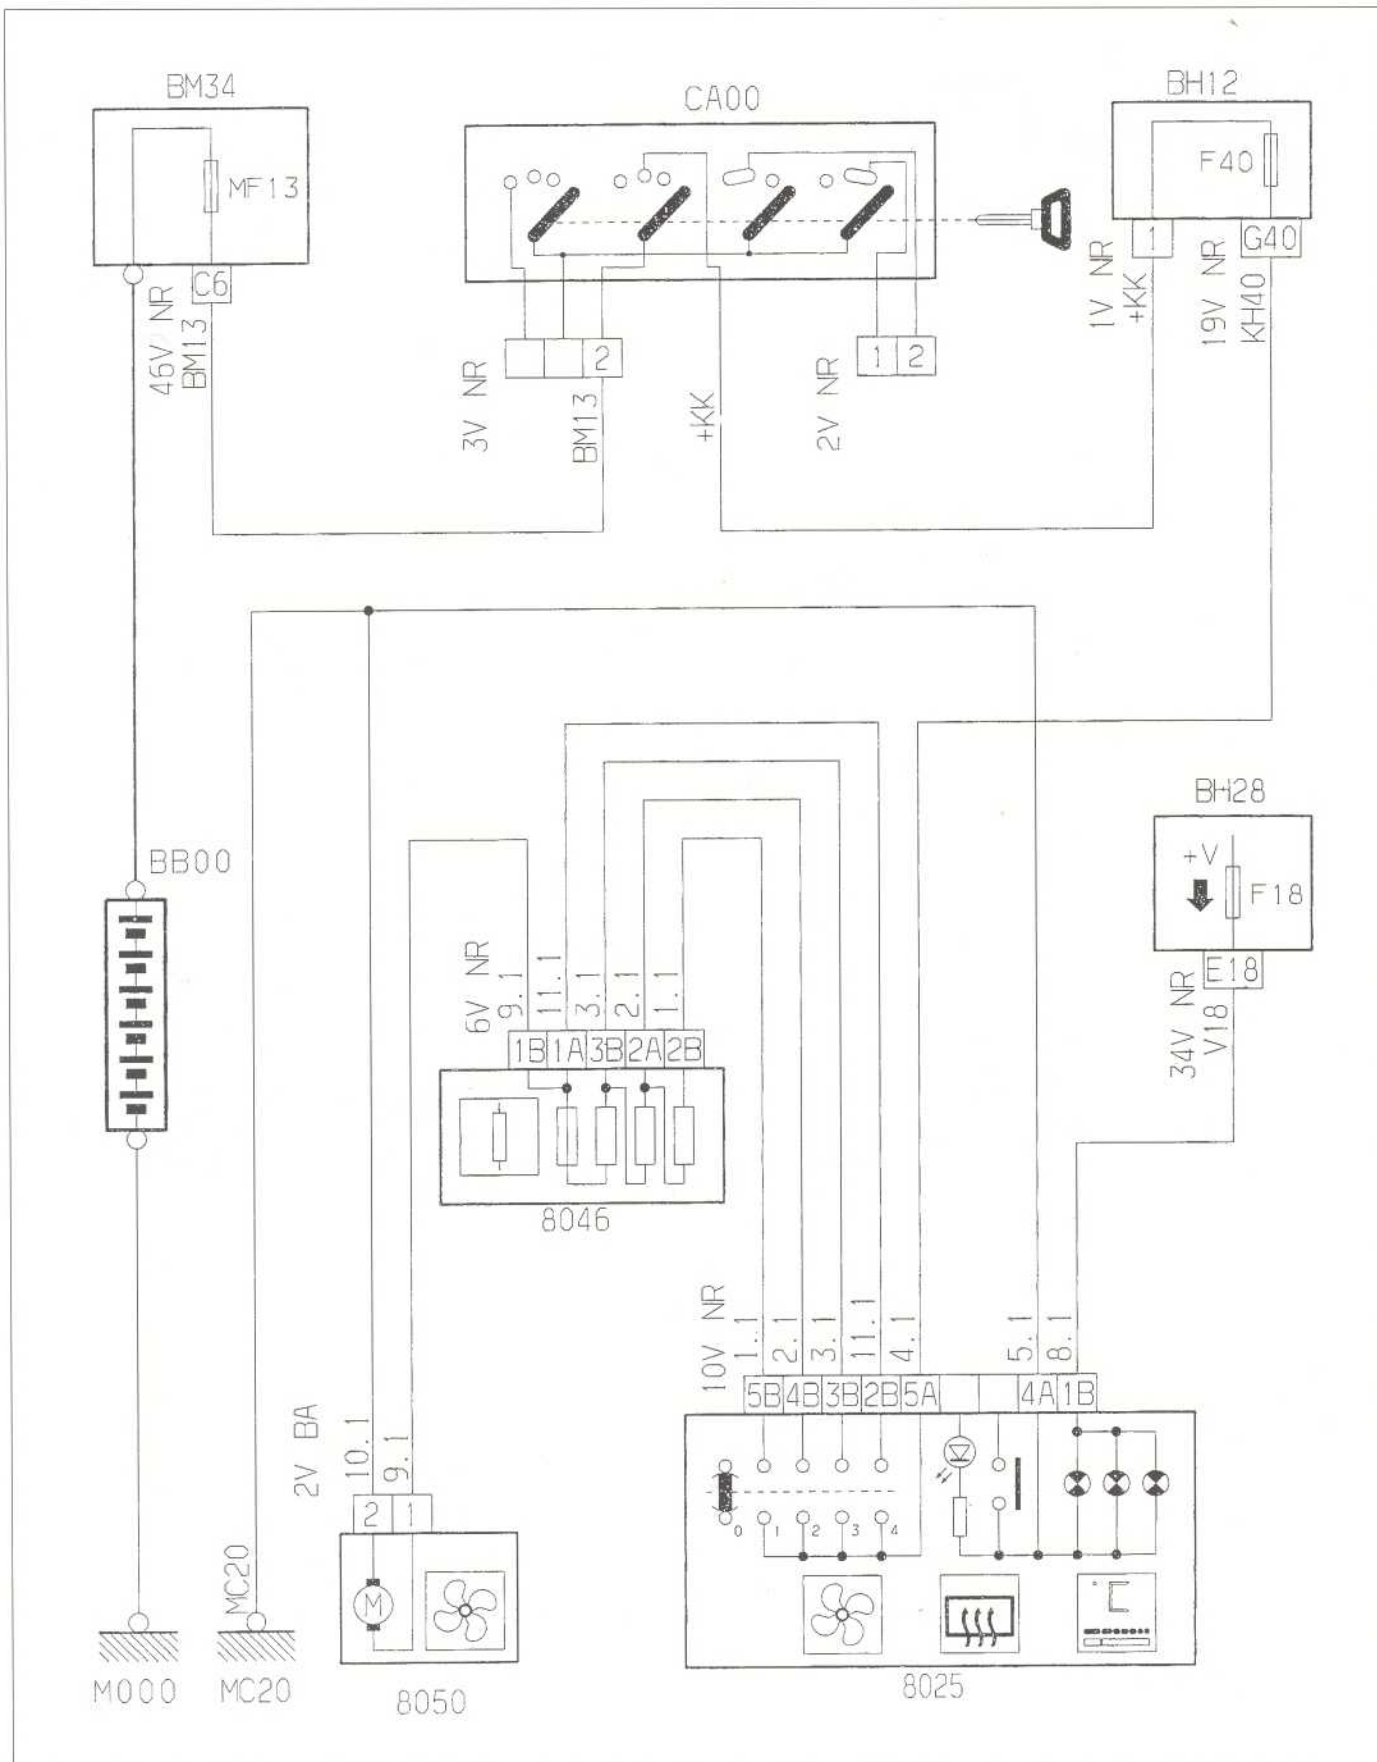 BM34
CA00
BH12
MF13
F40
C6
1
G40
46V NR
BM13
3V NR
2
BM13
+KK
2V NR
1 2
1V NR
+KK
19V NR
KH40
BH28
BB00
+V
F18
E18
34V NR
V18
6V NR
9.1
11.1
3.1
2.1
1.1
1B 1A 3B 2A 2B
8046
10V NR
1.1
2.1
3.1
11.1
4.1
5.1
8.1
5B 4B 3B 2B 5A 4A 1B
2V BA
10.1
9.1
2 1
0 1 2 3 4
MC20
M
°C
M000
MC20
8050
8025